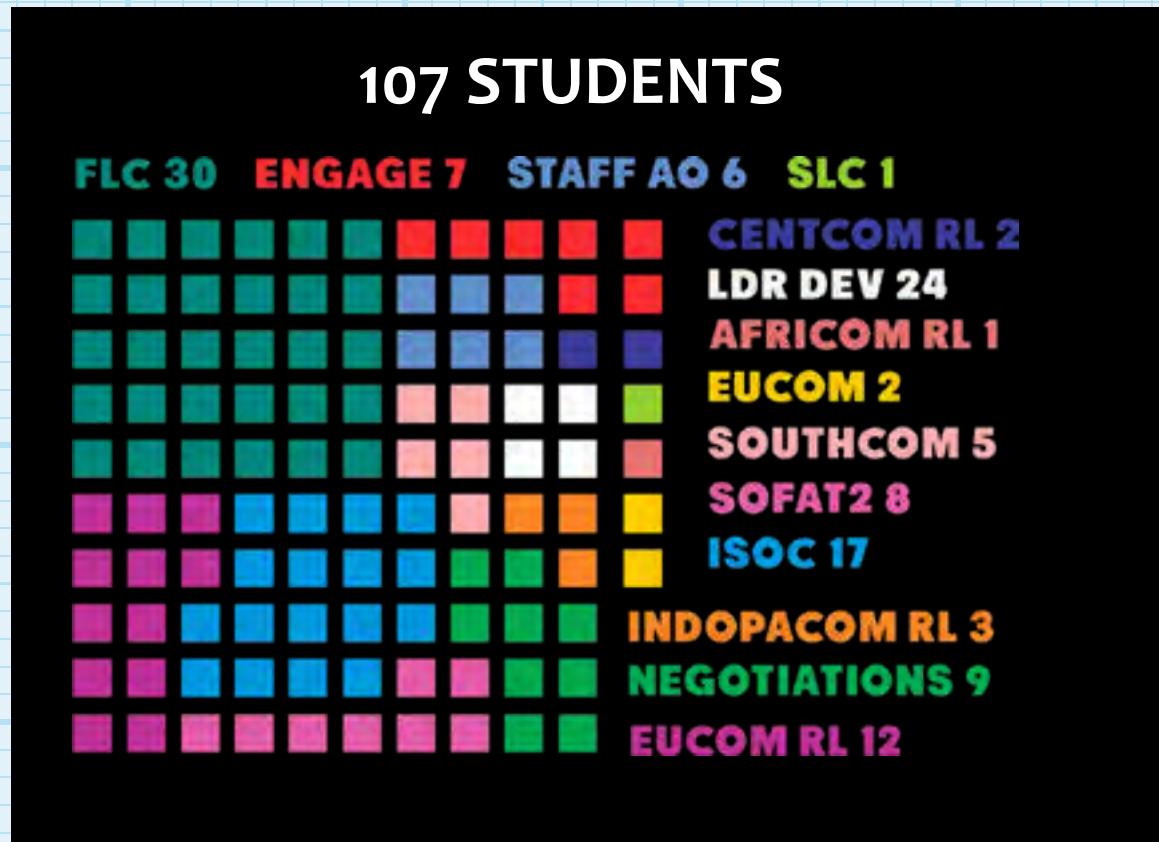 107 STUDENTS
FLC 30 ENGAGE 7 STAFF AO 6 SLC 1
CENTCOM RL 2
LDR DEV 24
AFRICOM RL 1
EUCOM 2
SOUTHCOM 5
SOFAT2 8
ISOC 17
INDOPACOM RL 3
NEGOTIATIONS 9
EUCOM RL 12